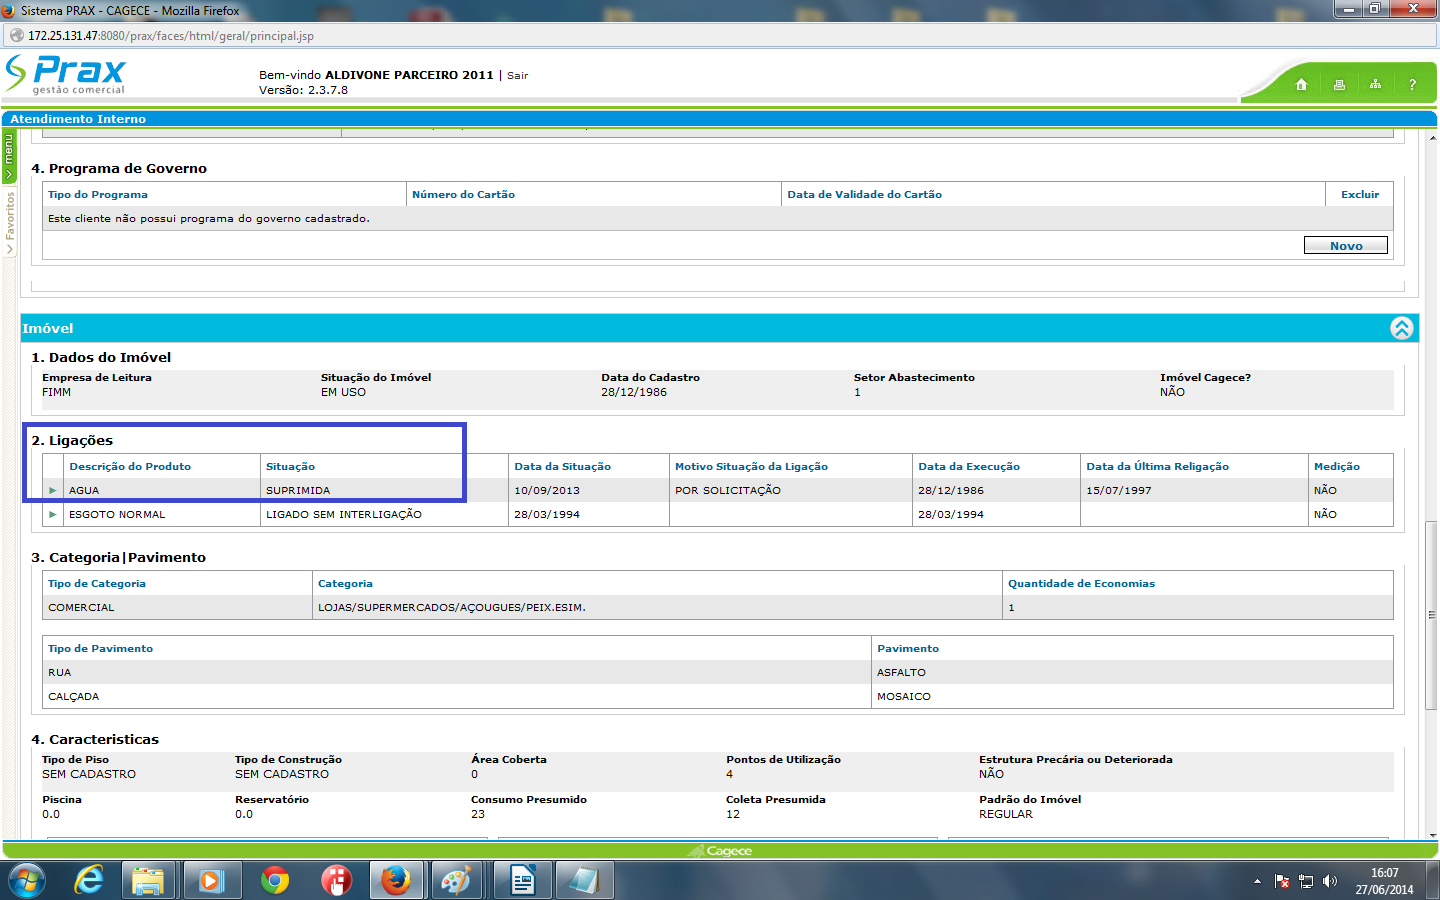 Sistema PRAX - CAGECE - Mozilla Firefox
172.25.131.47:8080/prax/faces/html/geral/principal.jsp
Prax
gestão comercial
Bem-vindo ALDIVONE PARCEIRO 2011 | Sair
Versão: 2.3.7.8
?
Atendimento Interno
menu
Favoritos
4. Programa de Governo
Tipo do Programa Número do Cartão Data de Validade do Cartão Excluir
Este cliente não possui programa do governo cadastrado.
Novo
Imóvel
1. Dados do Imóvel
Empresa de Leitura Situação do Imóvel Data do Cadastro Setor Abastecimento Imóvel Cagece?
FIMM EM USO 28/12/1986 1 NÃO
2. Ligações
Descrição do Produto Situação Data da Situação Motivo Situação da Ligação Data da Execução Data da Última Religação Medição
AGUA SUPRIMIDA 10/09/2013 POR SOLICITAÇÃO 28/12/1986 15/07/1997 NÃO
ESGOTO NORMAL LIGADO SEM INTERLIGAÇÃO 28/03/1994 28/03/1994 NÃO
3. Categoria|Pavimento
Tipo de Categoria Categoria Quantidade de Economias
COMERCIAL LOJAS/SUPERMERCADOS/AÇOUGUES/PEIX.ESIM. 1
Tipo de Pavimento Pavimento
RUA ASFALTO
CALÇADA MOSAICO
4. Caracteristicas
Tipo de Piso Tipo de Construção Área Coberta Pontos de Utilização Estrutura Precária ou Deteriorada
SEM CADASTRO SEM CADASTRO 0 4 NÃO
Piscina Reservatório Consumo Presumido Coleta Presumida Padrão do Imóvel
0.0 0.0 23 12 REGULAR
Cagece
16:07
27/06/2014